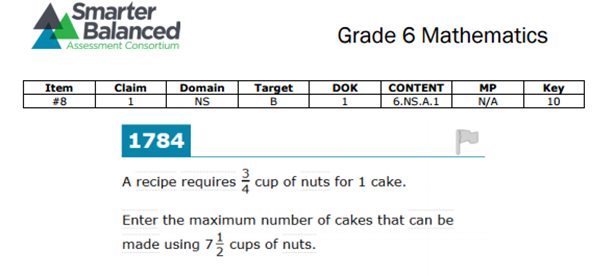 Smarter
Balanced
Assessment Consortium
Grade 6 Mathematics
Item Claim Domain Target DOK CONTENT MP Key
#8 1 NS B 1 6.NS.A.1 N/A 10
1784
A recipe requires 3/4 cup of nuts for 1 cake.
Enter the maximum number of cakes that can be
made using 7 1/2 cups of nuts.